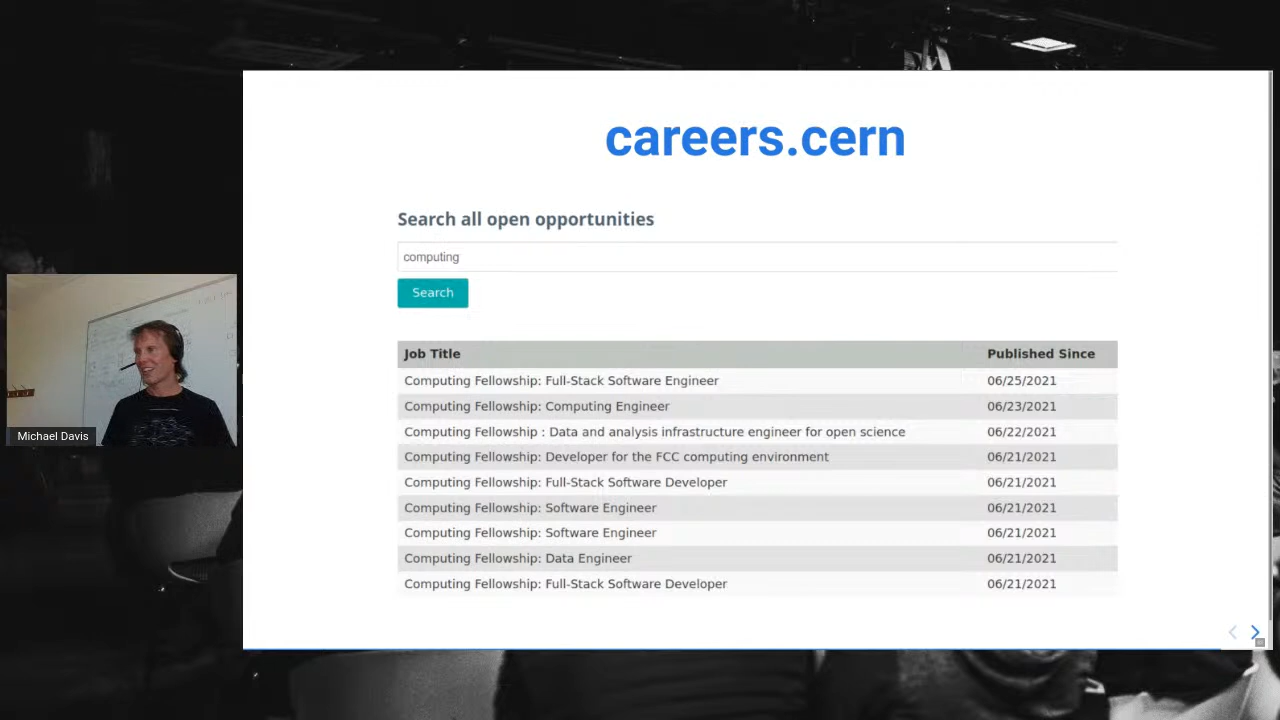 careers.cern
Search all open opportunities
computing
Search
Job Title Published Since
Computing Fellowship: Full-Stack Software Engineer 06/25/2021
Computing Fellowship: Computing Engineer 06/23/2021
Computing Fellowship : Data and analysis infrastructure engineer for open science 06/22/2021
Computing Fellowship: Developer for the FCC computing environment 06/21/2021
Computing Fellowship: Full-Stack Software Developer 06/21/2021
Computing Fellowship: Software Engineer 06/21/2021
Computing Fellowship: Software Engineer 06/21/2021
Computing Fellowship: Data Engineer 06/21/2021
Computing Fellowship: Full-Stack Software Developer 06/21/2021
Michael Davis